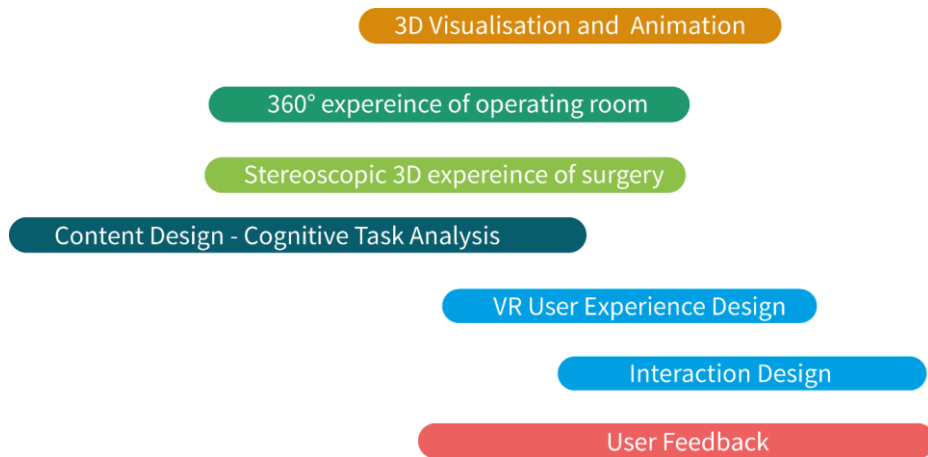 3D Visualisation and Animation
360° expereince of operating room
Stereoscopic 3D expereince of surgery
Content Design - Cognitive Task Analysis
VR User Experience Design
Interaction Design
User Feedback